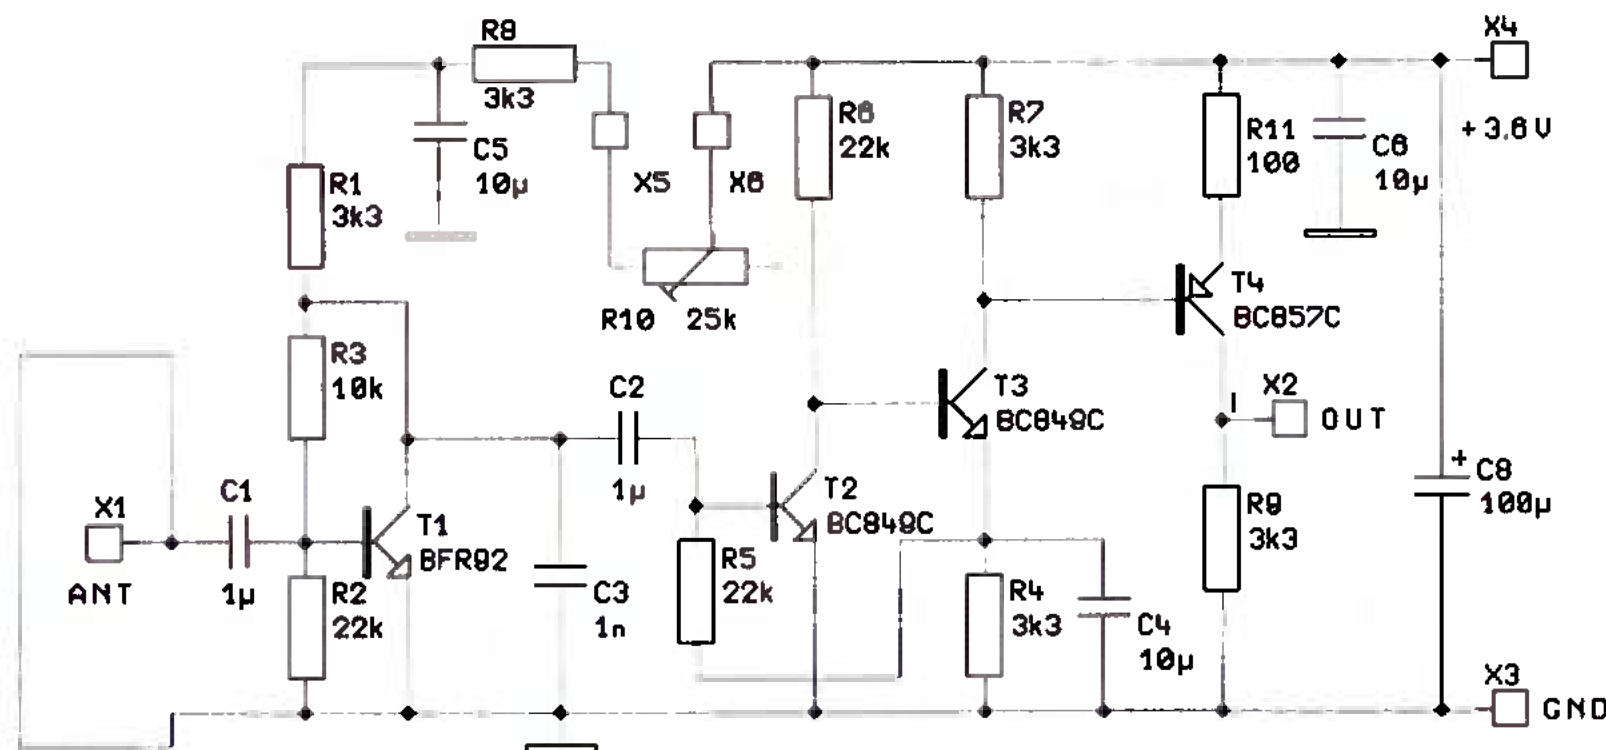 R8
3k3
X4
C5
10µ
X5
X6
R6
22k
R7
3k3
R11
100
C6
10µ
+3.6V
R1
3k3
R10 25k
T4
BC857C
R3
10k
C2
1µ
T3
BC849C
X2
OUT
X1
ANT
C1
1µ
T1
BFR92
T2
BC849C
+
C8
100µ
R2
22k
C3
1n
R5
22k
R4
3k3
C4
10µ
R9
3k3
X3
GND